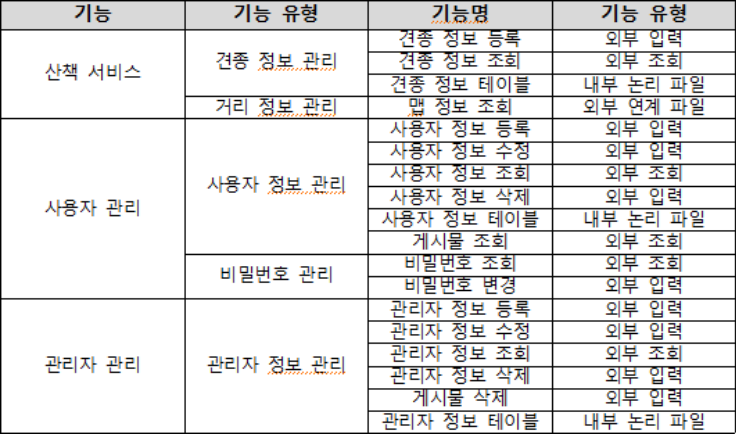 기능 기능 유형 기능명 기능 유형
산책 서비스 견종 정보 관리 견종 정보 등록 외부 입력
견종 정보 조회 외부 조회
견종 정보 테이블 내부 논리 파일
거리 정보 관리 맵 정보 조회 외부 연계 파일
사용자 관리 사용자 정보 관리 사용자 정보 등록 외부 입력
사용자 정보 수정 외부 입력
사용자 정보 조회 외부 조회
사용자 정보 삭제 외부 입력
사용자 정보 테이블 내부 논리 파일
게시물 조회 외부 조회
비밀번호 관리 비밀번호 조회 외부 조회
비밀번호 변경 외부 입력
관리자 관리 관리자 정보 관리 관리자 정보 등록 외부 입력
관리자 정보 수정 외부 입력
관리자 정보 조회 외부 조회
관리자 정보 삭제 외부 입력
게시물 삭제 외부 입력
관리자 정보 테이블 내부 논리 파일